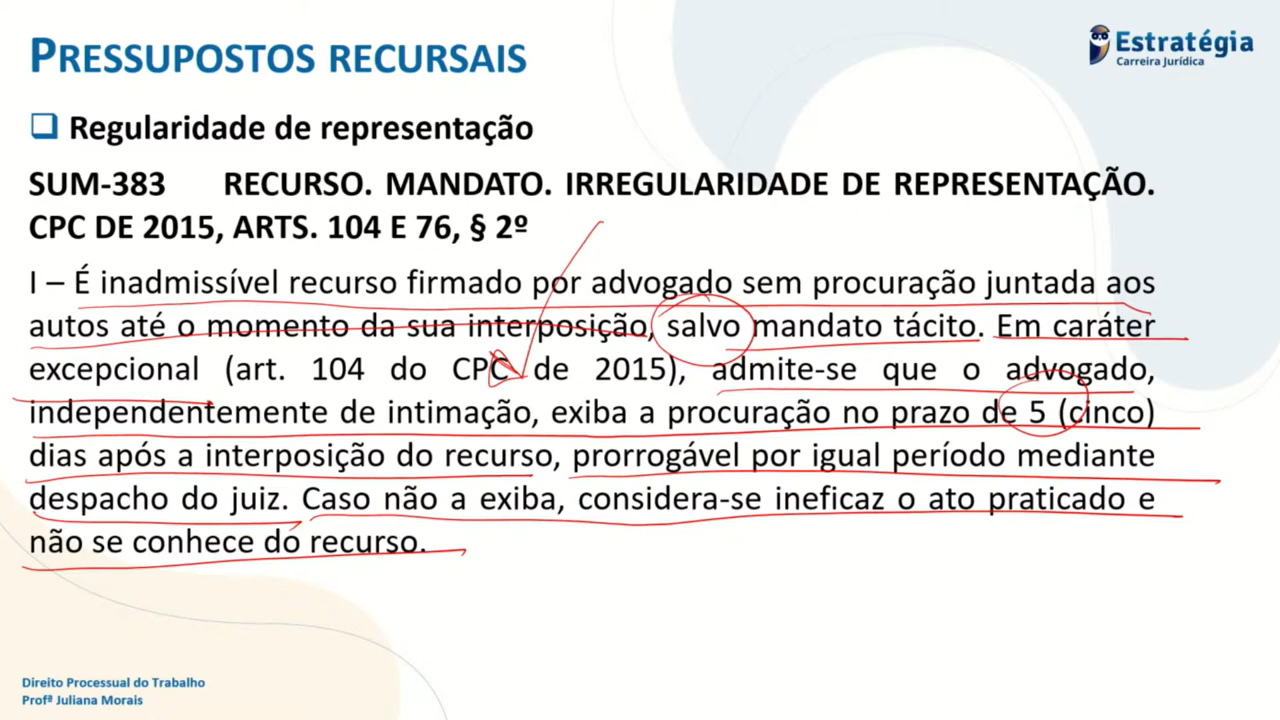 PRESSUPOSTOS RECURSAIS
Estratégia
Carreira Jurídica
Regularidade de representação
SUM-383 RECURSO. MANDATO. IRREGULARIDADE DE REPRESENTAÇÃO.
CPC DE 2015, ARTS. 104 E 76, § 2º
I – É inadmissível recurso firmado por advogado sem procuração juntada aos
autos até o momento da sua interposição, salvo mandato tácito. Em caráter
excepcional (art. 104 do CPC de 2015), admite-se que o advogado,
independentemente de intimação, exiba a procuração no prazo de 5 (cinco)
dias após a interposição do recurso, prorrogável por igual período mediante
despacho do juiz. Caso não a exiba, considera-se ineficaz o ato praticado e
não se conhece do recurso.
Direito Processual do Trabalho
Profª Juliana Morais